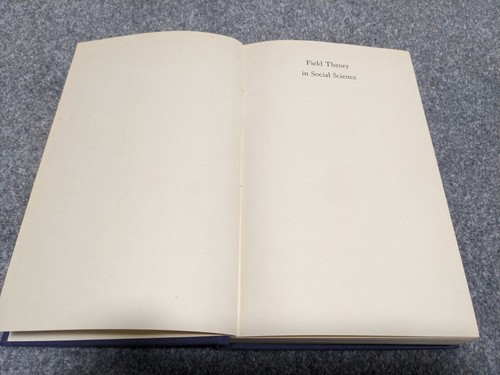 Field Theory
in Social Science